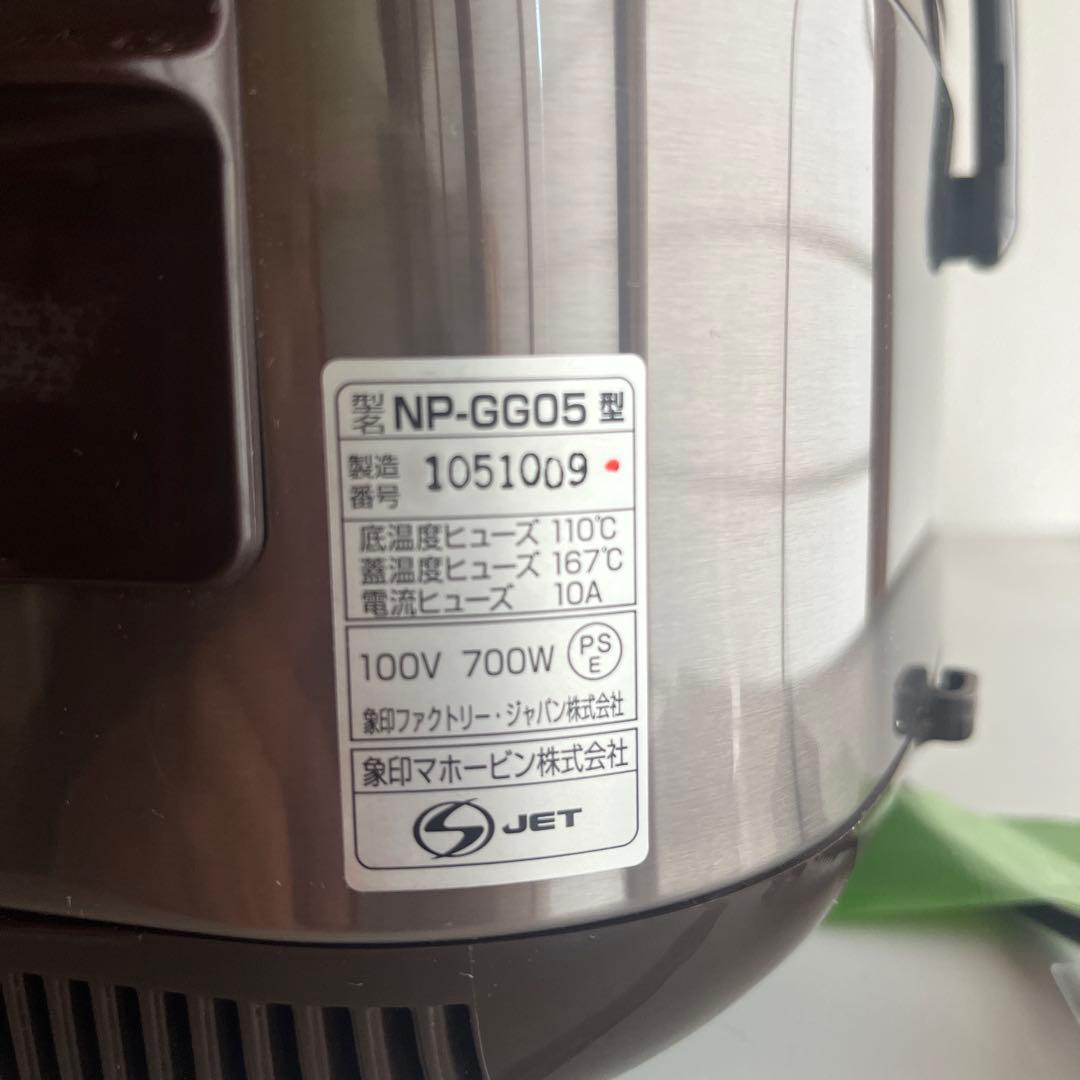 型名 NP-GG05 型
製造番号 1051009
底温度ヒューズ 110℃
蓋温度ヒューズ 167℃
電流ヒューズ 10A
100V 700W PSE
象印ファクトリー・ジャパン株式会社
象印マホービン株式会社
JET